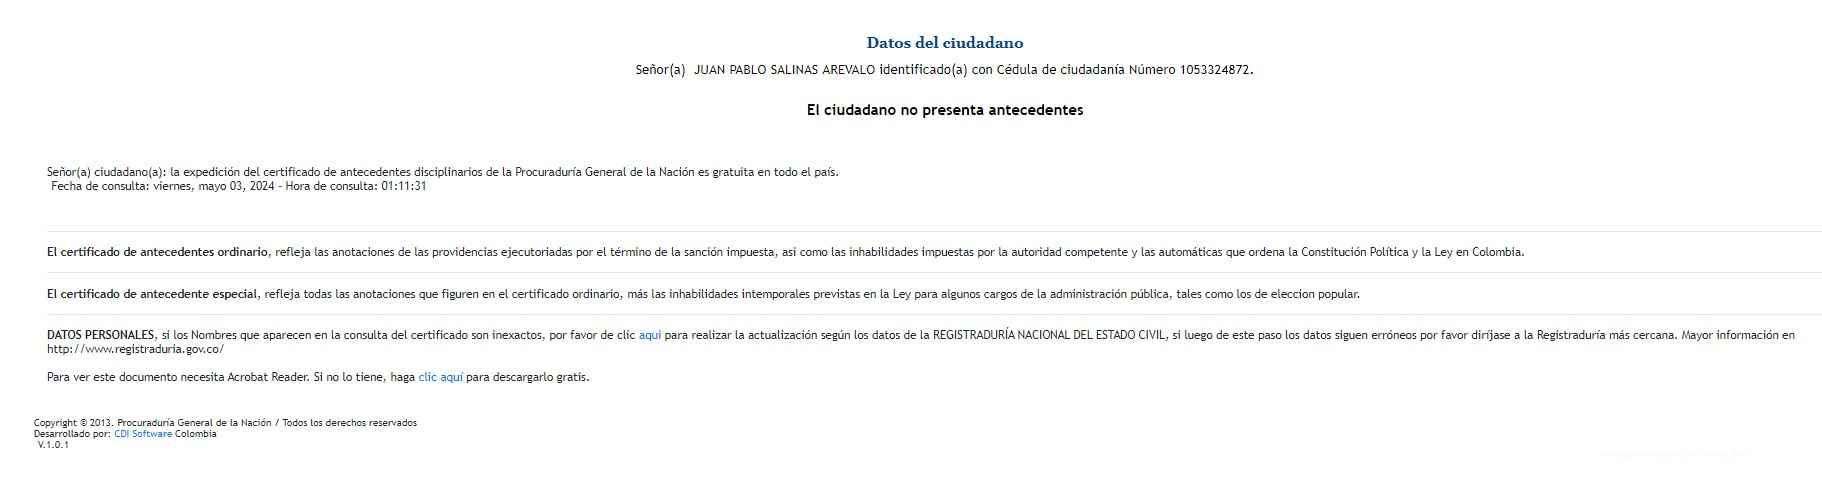 Datos del ciudadano
Señor(a)  JUAN PABLO SALINAS AREVALO identificado(a) con Cédula de ciudadanía Número 1053324872.
El ciudadano no presenta antecedentes
Señor(a) ciudadano(a): la expedición del certificado de antecedentes disciplinarios de la Procuraduría General de la Nación es gratuita en todo el país.
Fecha de consulta: viernes, mayo 03, 2024 - Hora de consulta: 01:11:31
El certificado de antecedentes ordinario, refleja las anotaciones de las providencias ejecutoriadas por el término de la sanción impuesta, así como las inhabilidades impuestas por la autoridad competente y las automáticas que ordena la Constitución Política y la Ley en Colombia.
El certificado de antecedente especial, refleja todas las anotaciones que figuren en el certificado ordinario, más las inhabilidades intemporales previstas en la Ley para algunos cargos de la administración pública, tales como los de eleccion popular.
DATOS PERSONALES, si los Nombres que aparecen en la consulta del certificado son inexactos, por favor de clic aqui para realizar la actualización según los datos de la REGISTRADURÍA NACIONAL DEL ESTADO CIVIL, si luego de este paso los datos siguen erróneos por favor diríjase a la Registraduría más cercana. Mayor información en
http://www.registraduria.gov.co/
Para ver este documento necesita Acrobat Reader. Si no lo tiene, haga clic aquí para descargarlo gratis.
Copyright © 2013. Procuraduría General de la Nación / Todos los derechos reservados
Desarrollado por: CDI Software Colombia
V.1.0.1